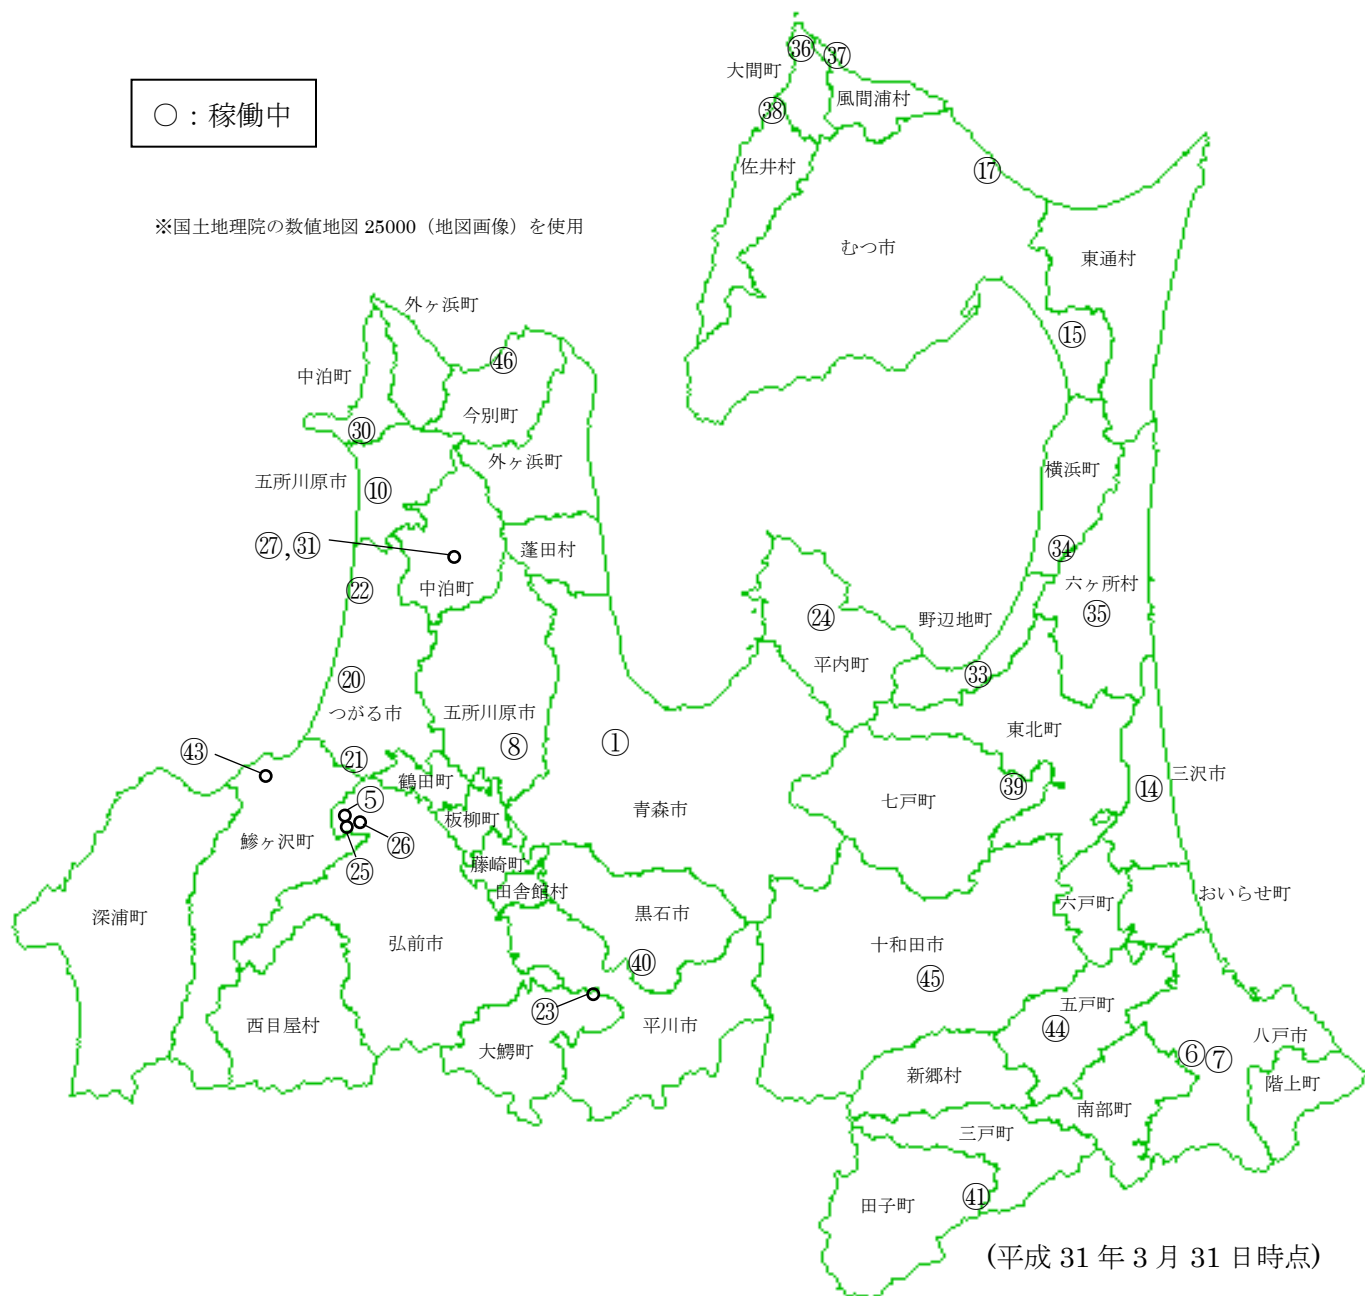 ㊱
㊲
大間町
○：稼働中
風間浦村
㊳
佐井村
⑰
※国土地理院の数値地図 25000（地図画像）を使用
むつ市
東通村
外ヶ浜町
⑮
㊻
中泊町
今別町
㉚
外ヶ浜町
横浜町
五所川原市
⑩
㉗,㉛
蓬田村
㉞
中泊町
六ヶ所村
㉒
㉔
野辺地町
㉟
平内町
㉝
⑳
つがる市
五所川原市
東北町
⑧
①
㊸
㉑
三沢市
鶴田町
⑭
七戸町
㊴
⑤
青森市
板柳町
鰺ヶ沢町
㉖
藤崎町
㉕
田舎館村
六戸町
おいらせ町
深浦町
黒石市
弘前市
十和田市
㊵
㊺
五戸町
㉓
西目屋村
平川市
㊹
八戸市
大鰐町
⑥
⑦
新郷村
階上町
南部町
三戸町
田子町
㊶
(平成 31 年 3 月 31 日時点)